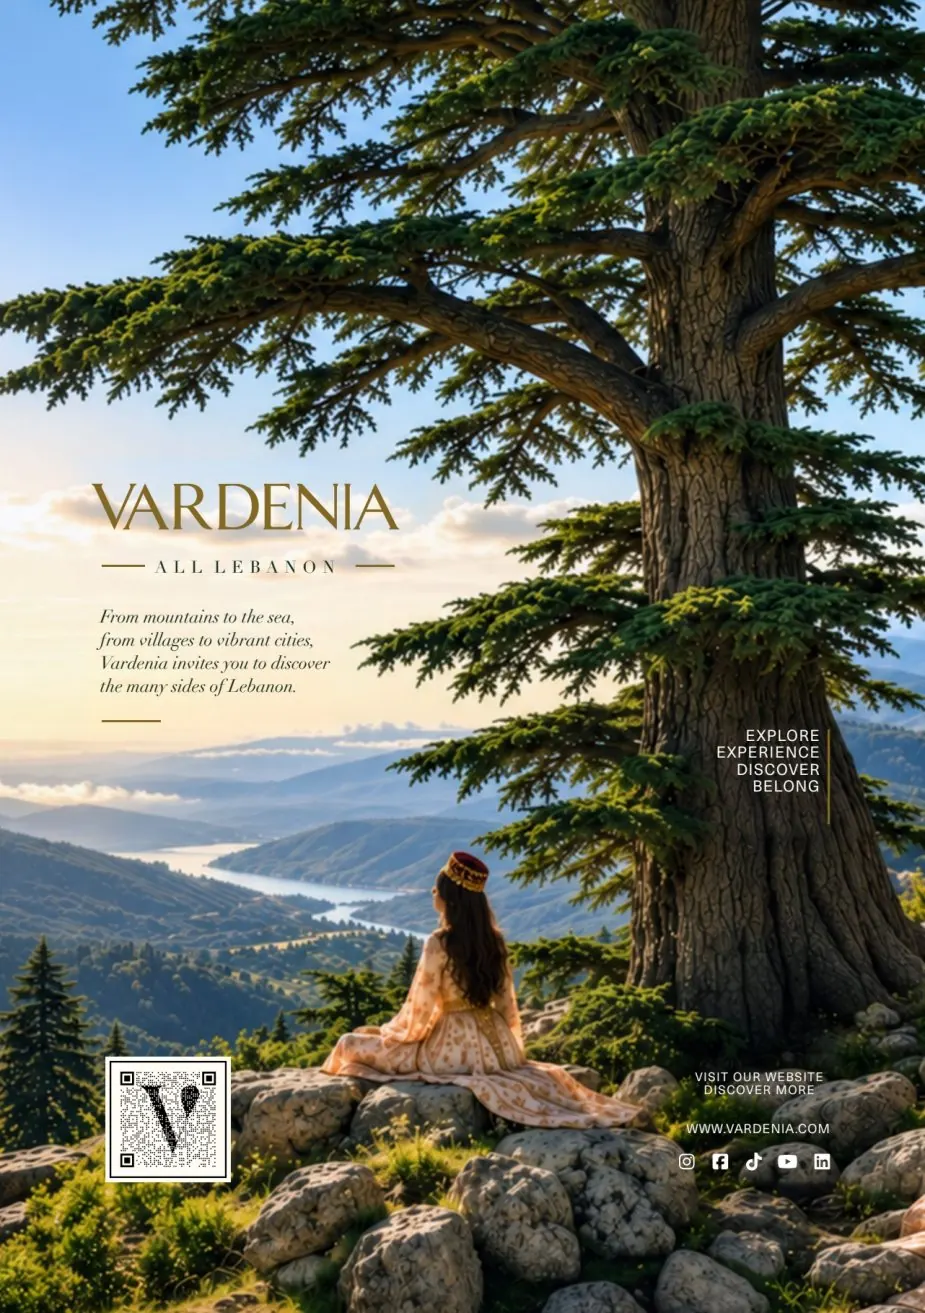 VARDENIA
ALL LEBANON
From mountains to the sea,
from villages to vibrant cities,
Vardenia invites you to discover
the many sides of Lebanon.
EXPLORE
EXPERIENCE
DISCOVER
BELONG
VISIT OUR WEBSITE
DISCOVER MORE
WWW.VARDENIA.COM